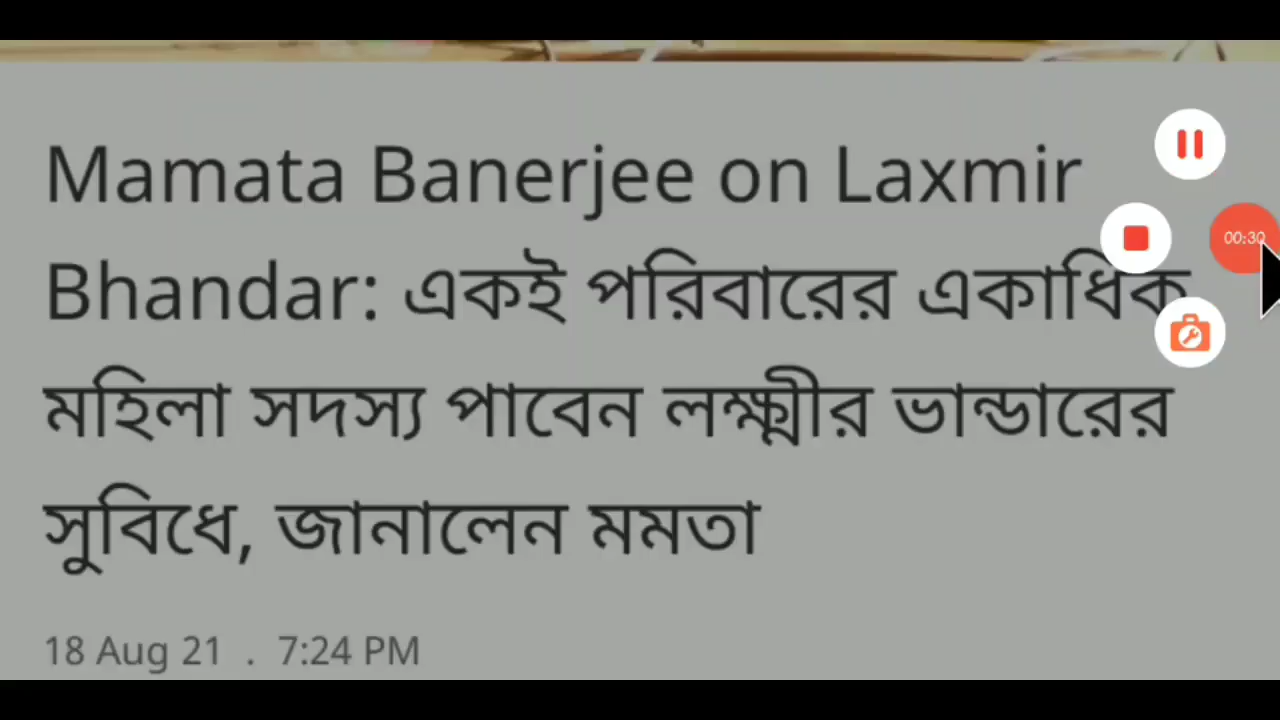 Mamata Banerjee on Laxmir
Bhandar: একই পরিবারের একাধিক
মহিলা সদস্য পাবেন লক্ষ্মীর ভান্ডারের
সুবিধে, জানালেন মমতা
18 Aug 21 . 7:24 PM
00:30